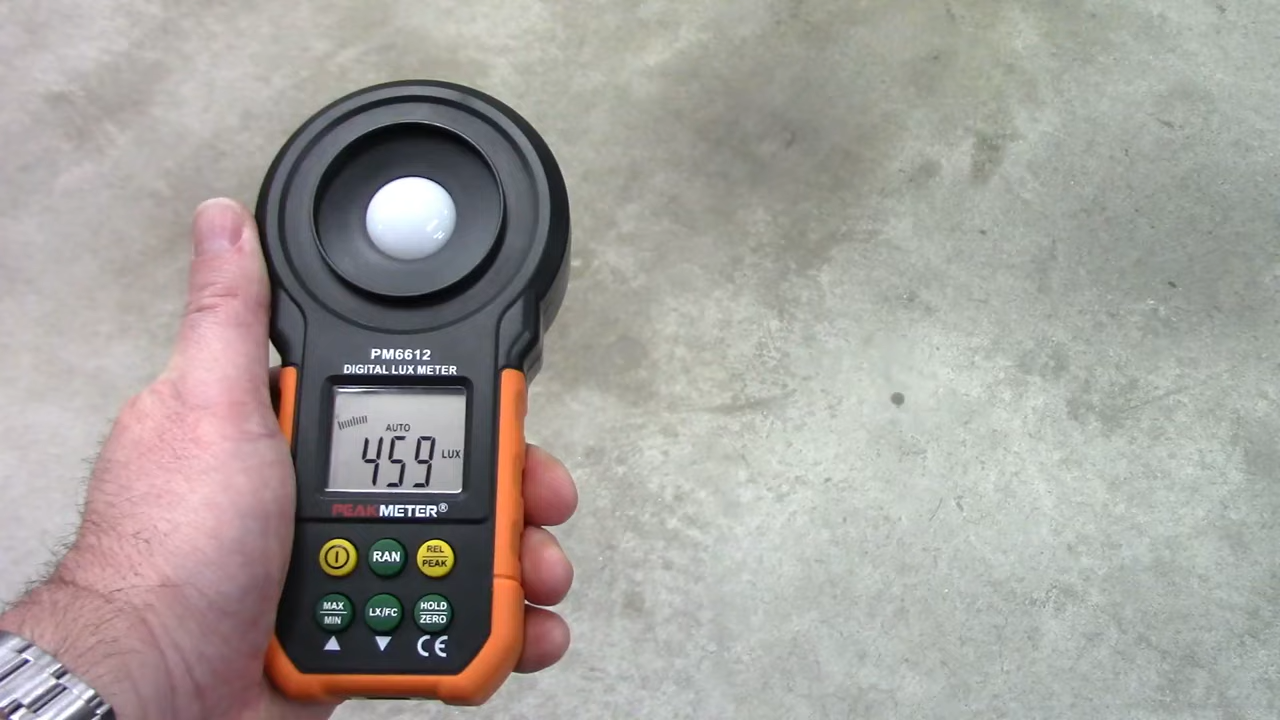 PM6612
DIGITAL LUX METER
AUTO
459 LUX
PEAKMETER®
RAN
REL
PEAK
MAX
MIN
LX/FC
HOLD
ZERO
CE